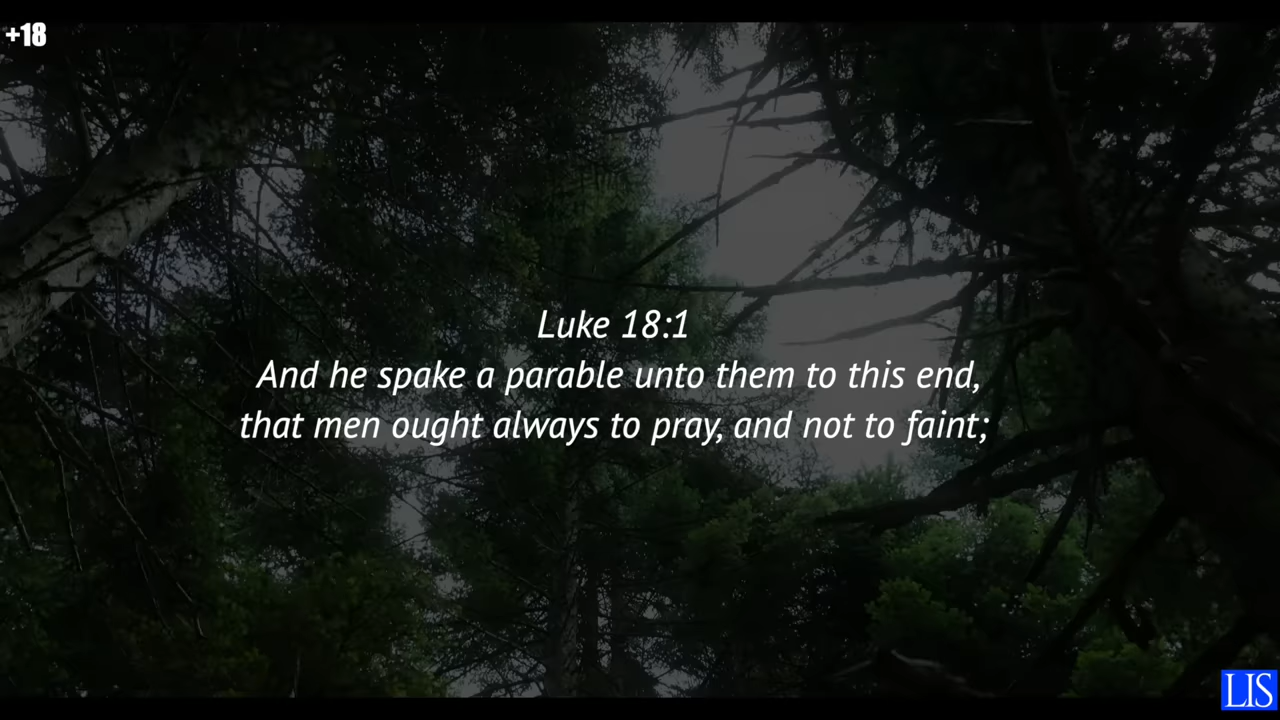 +18
Luke 18:1
And he spake a parable unto them to this end,
that men ought always to pray, and not to faint;
LIS